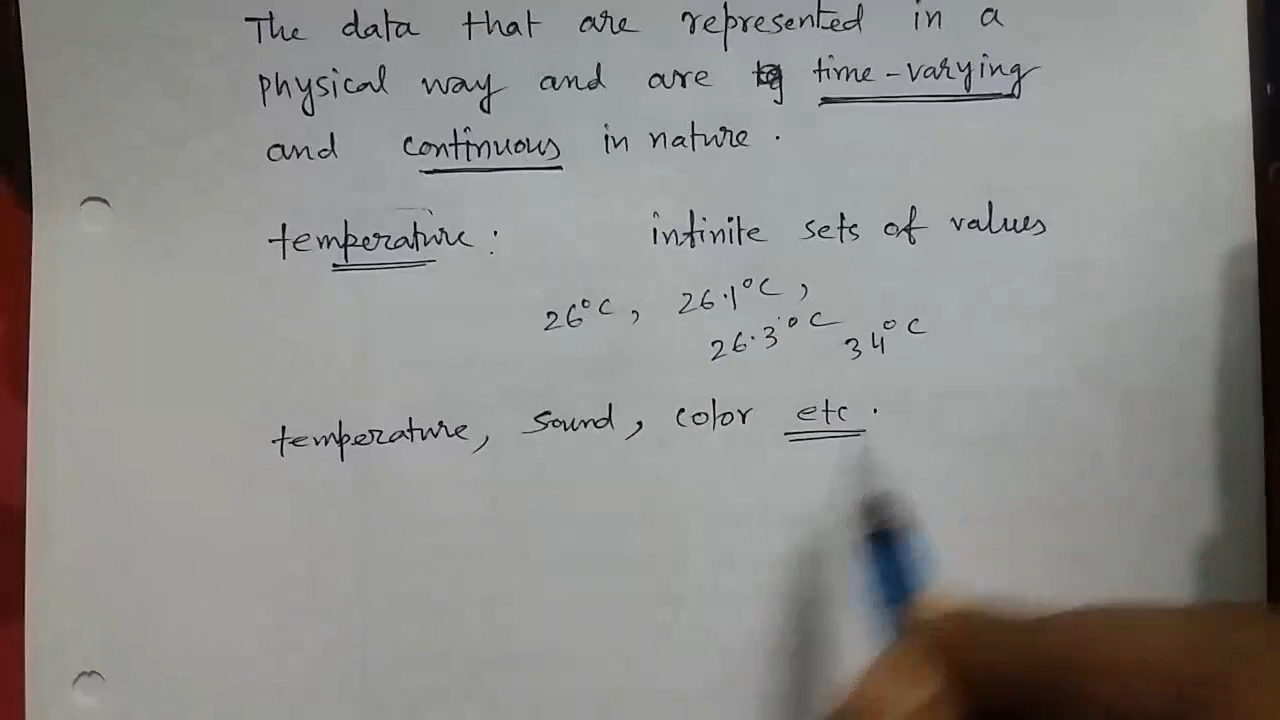 The data that are represented in a
physical way and are time-varying
and continuous in nature.
temperature: infinite sets of values
26°C, 26.1°C,
26.3°C 34°C
temperature, sound, color etc.